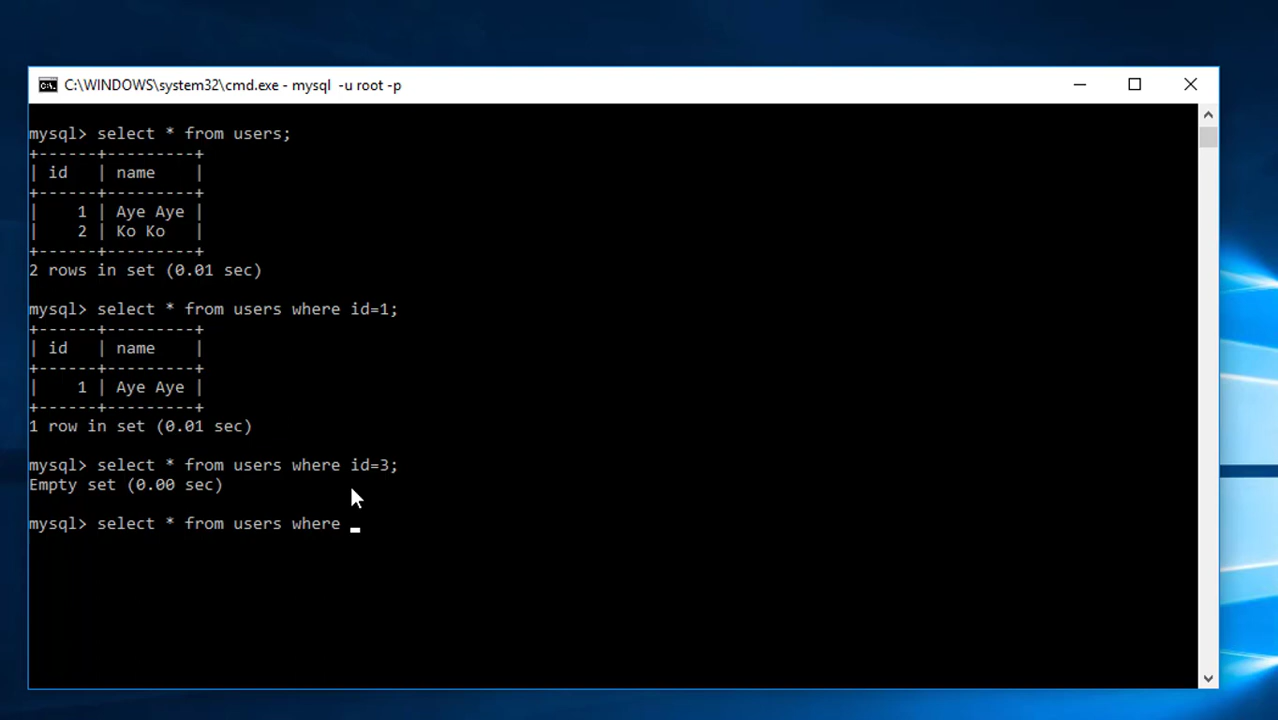 C:\WINDOWS\system32\cmd.exe - mysql  -u root -p
mysql> select * from users;
+------+---------+
| id   | name    |
+------+---------+
|    1 | Aye Aye |
|    2 | Ko Ko   |
+------+---------+
2 rows in set (0.01 sec)
mysql> select * from users where id=1;
+------+---------+
| id   | name    |
+------+---------+
|    1 | Aye Aye |
+------+---------+
1 row in set (0.01 sec)
mysql> select * from users where id=3;
Empty set (0.00 sec)
mysql> select * from users where _